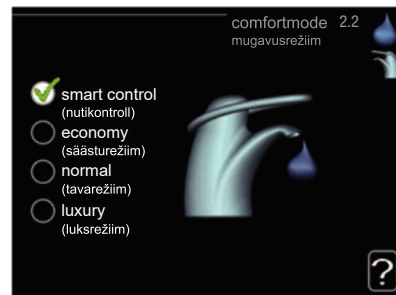 comfortmode 2.2
mugavusrežiim
smart control
(nutikontroll)
economy
(säästurežiim)
normal
(tavarežiim)
luxury
(luksrežiim)
?